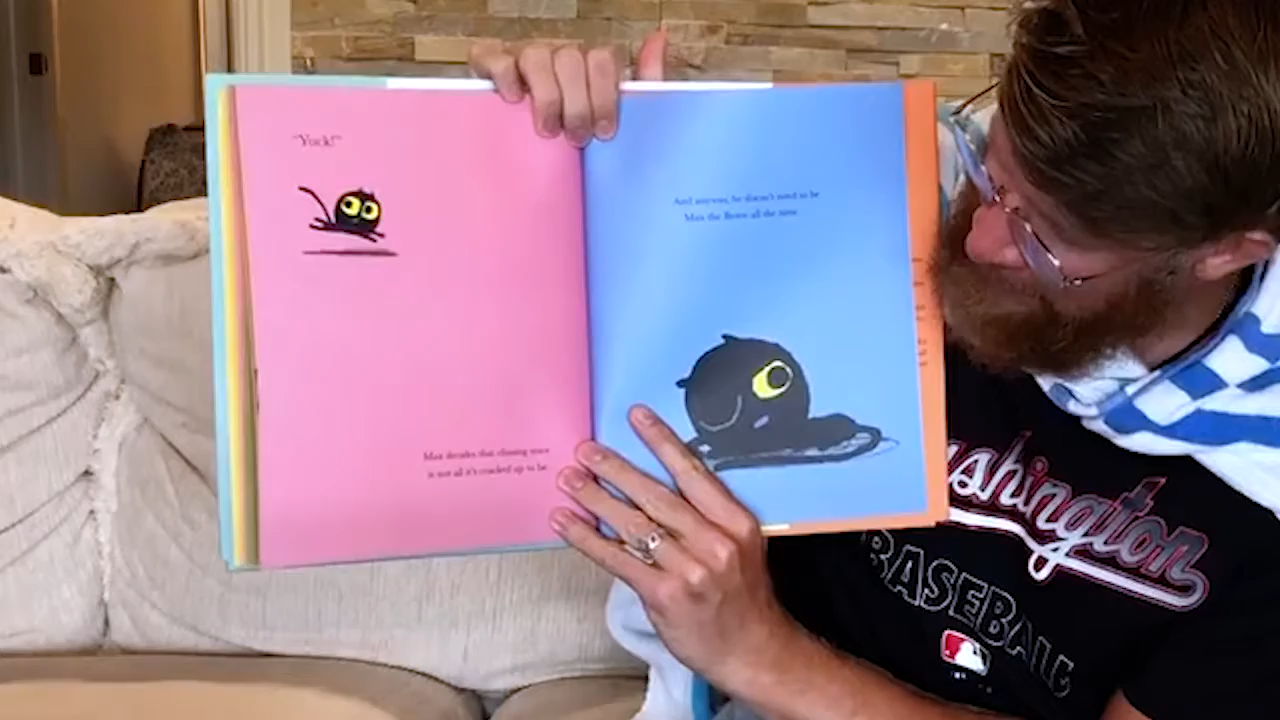 "Yuck!"
Max decides that chasing mice
is not all it's cracked up to be.
And anyway, he doesn't need to be
Max the Brave all the time
Washington
BASEBALL